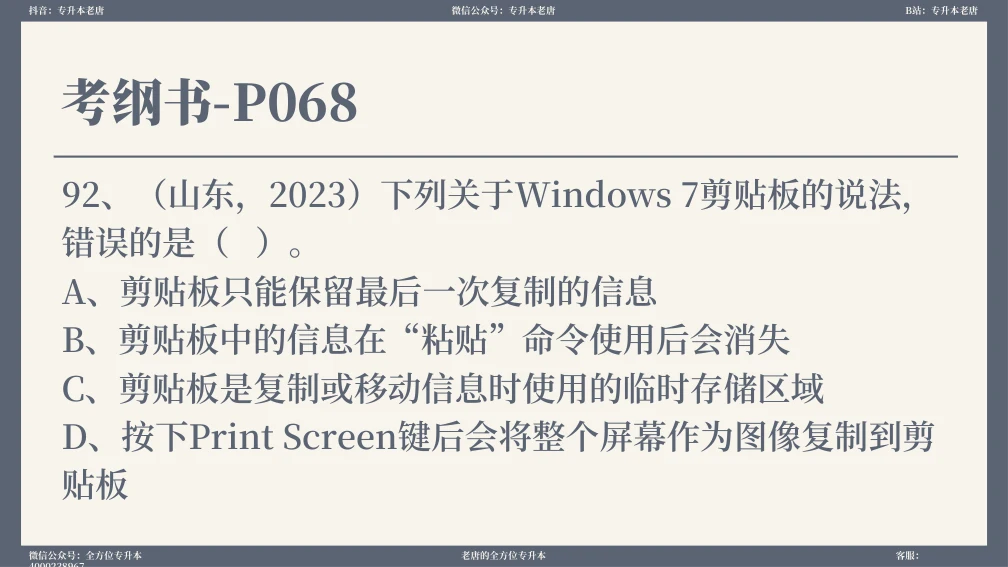 抖音：专升本老唐
微信公众号：专升本老唐
B站：专升本老唐
考纲书-P068
92、（山东，2023）下列关于Windows 7剪贴板的说法，
错误的是（  ）。
A、剪贴板只能保留最后一次复制的信息
B、剪贴板中的信息在“粘贴”命令使用后会消失
C、剪贴板是复制或移动信息时使用的临时存储区域
D、按下Print Screen键后会将整个屏幕作为图像复制到剪
贴板
微信公众号：全方位专升本
老唐的全方位专升本
客服：
4000228967